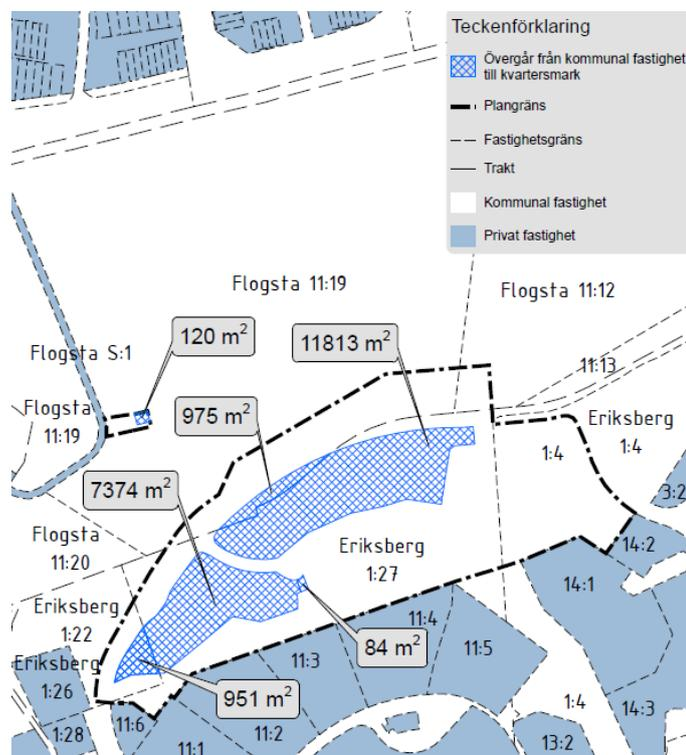 Teckenförklaring
Övergår från kommunal fastighet
till kvartersmark
Plangräns
Fastighetsgräns
Trakt
Kommunal fastighet
Privat fastighet
Flogsta 11:19
Flogsta 11:12
120 m²
11813 m²
Flogsta S:1
11:13
Flogsta
11:19
975 m²
Eriksberg
1:4
1:4
7374 m²
3:2
Flogsta
11:20
Eriksberg
1:27
14:2
14:1
Eriksberg
1:22
11:4
84 m²
11:5
Eriksberg
1:26
11:3
951 m²
1:4
14:3
11:6
1:28
11:2
11:1
13:2